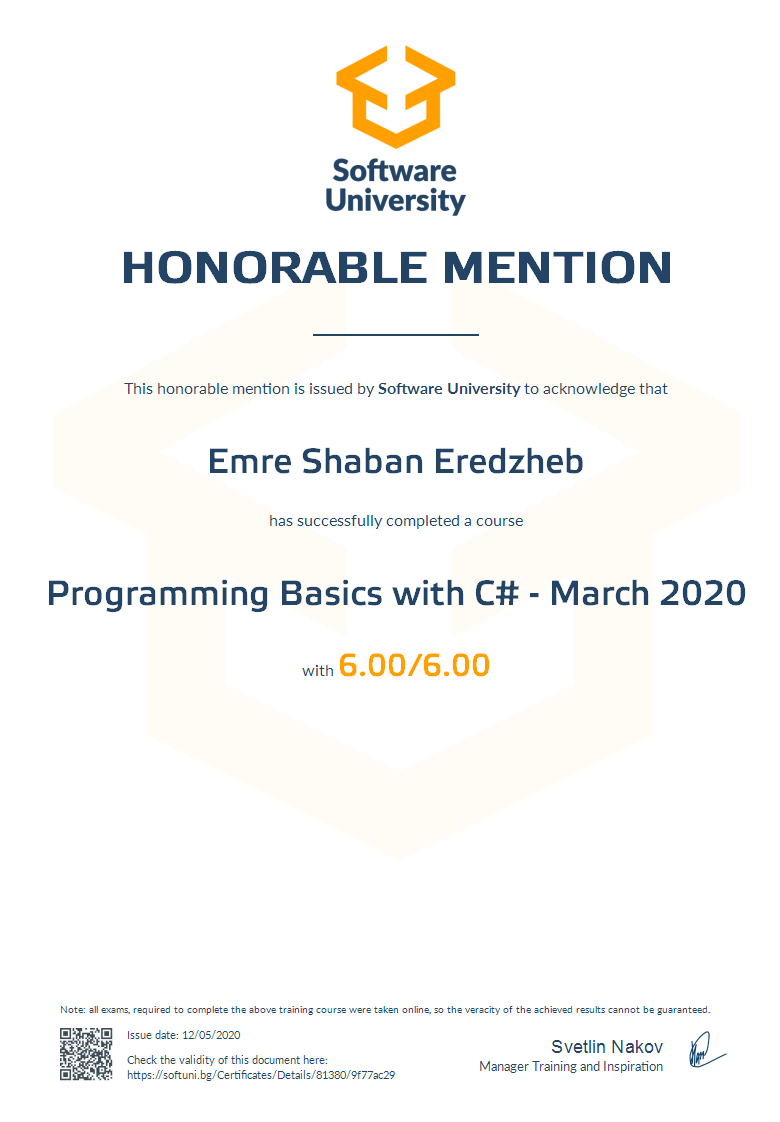 Software
University
HONORABLE MENTION
This honorable mention is issued by Software University to acknowledge that
Emre Shaban Eredzheb
has successfully completed a course
Programming Basics with C# - March 2020
with 6.00/6.00
Note: all exams, required to complete the above training course were taken online, so the veracity of the achieved results cannot be guaranteed.
Issue date: 12/05/2020
Check the validity of this document here:
https://softuni.bg/Certificates/Details/81380/9f77ac29
Svetlin Nakov
Manager Training and Inspiration